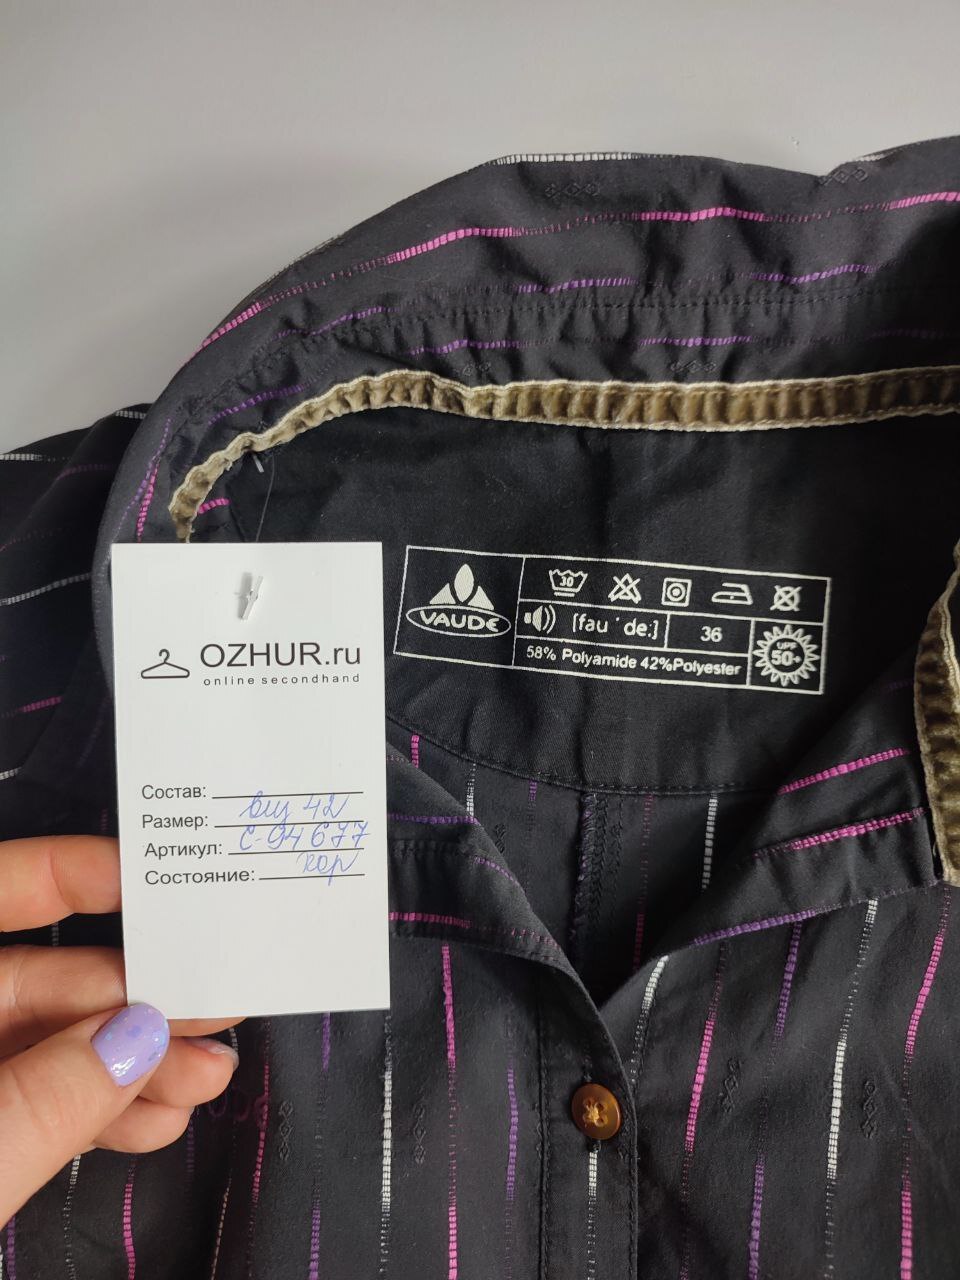 OZHUR.ru
online secondhand
Состав:
Размер: 42
Артикул: С-94677
Состояние: хор
VAUDE
30
[fau ˈ de:]
36
58% Polyamide 42%Polyester
UPF
50+